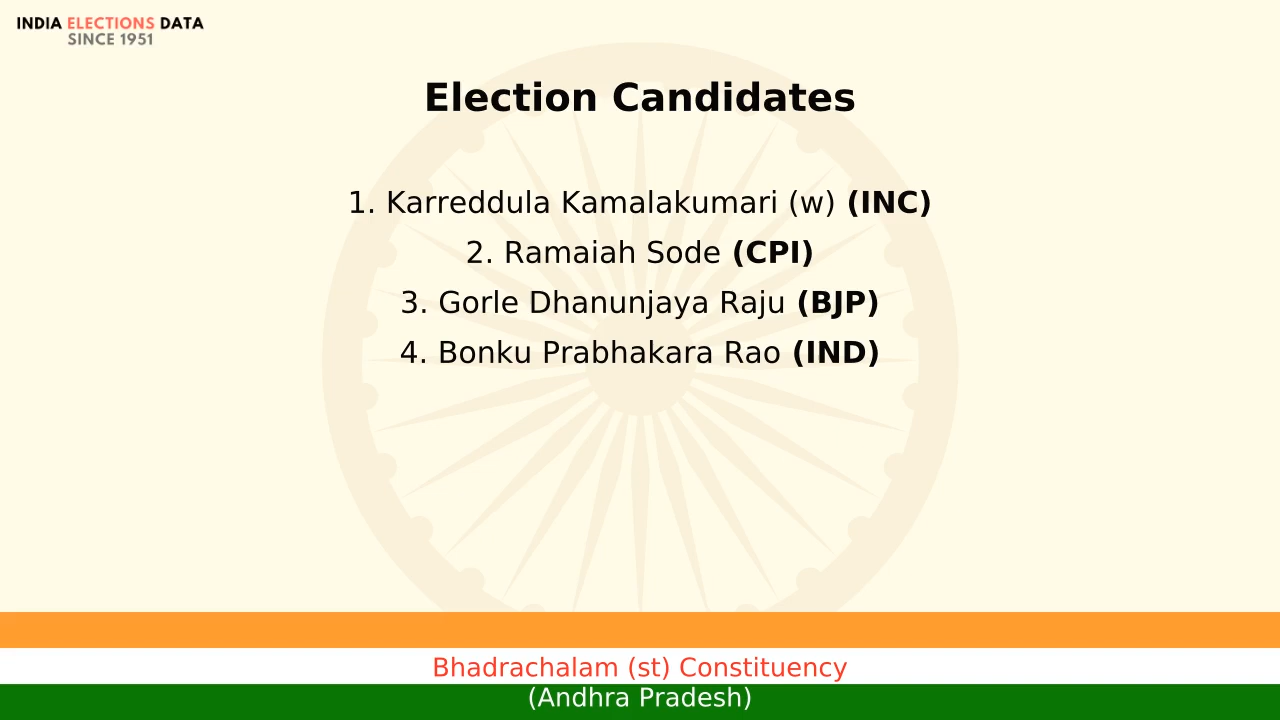 INDIA ELECTIONS DATA
SINCE 1951
Election Candidates
1. Karreddula Kamalakumari (w) (INC)
2. Ramaiah Sode (CPI)
3. Gorle Dhanunjaya Raju (BJP)
4. Bonku Prabhakara Rao (IND)
Bhadrachalam (st) Constituency
(Andhra Pradesh)